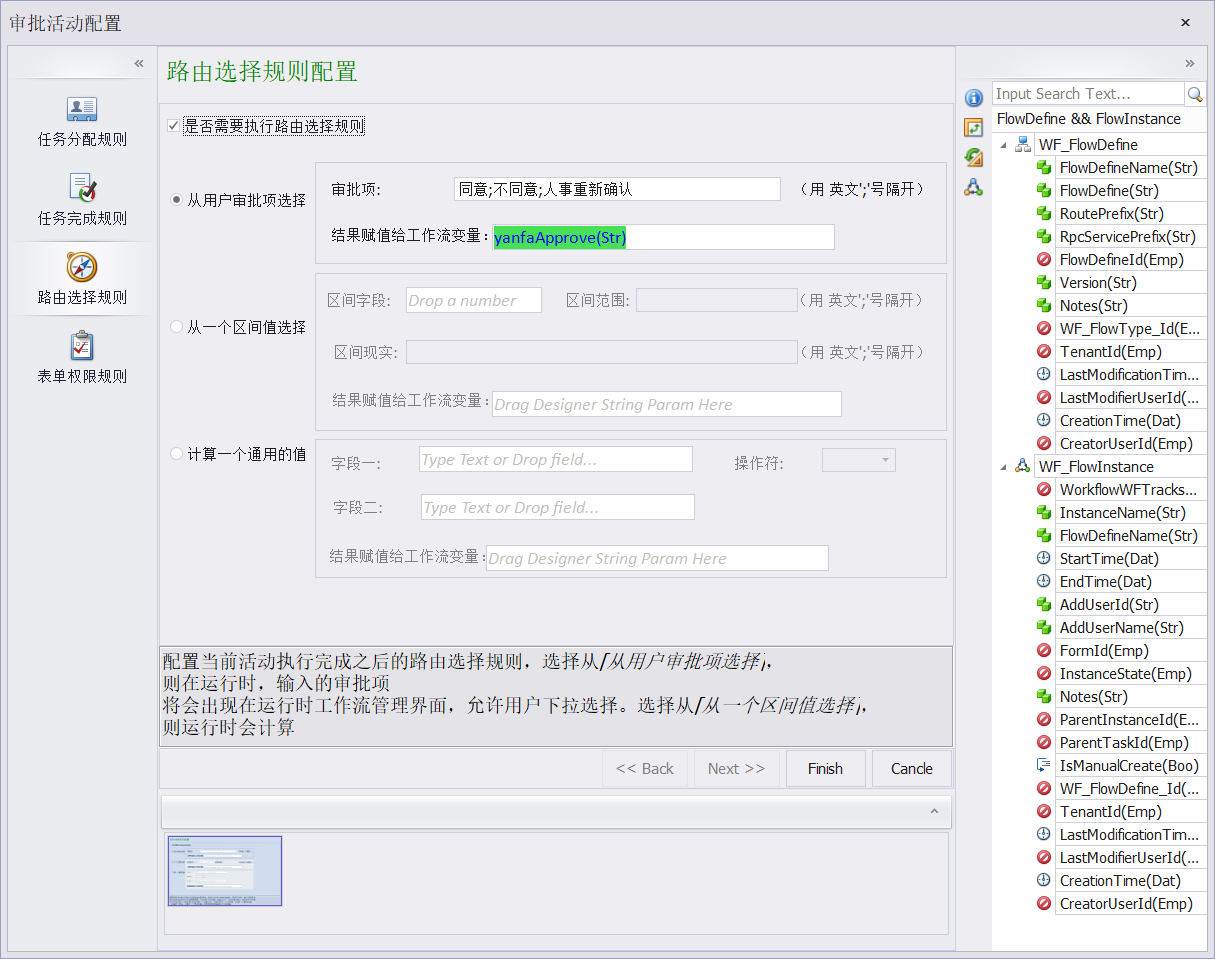 审批活动配置
任务分配规则
任务完成规则
路由选择规则
表单权限规则
路由选择规则配置
是否需要执行路由选择规则
从用户审批项选择
审批项:
同意;不同意;人事重新确认
（用 英文';'号隔开）
结果赋值给工作流变量：
yanfaApprove(Str)
从一个区间值选择
区间字段:
Drop a number
区间范围:
（用 英文';'号隔开）
区间现实:
（用 英文';'号隔开）
结果赋值给工作流变量：
Drag Designer String Param Here
计算一个通用的值
字段一:
Type Text or Drop field...
操作符:
字段二:
Type Text or Drop field...
结果赋值给工作流变量：
Drag Designer String Param Here
配置当前活动执行完成之后的路由选择规则，选择从「从用户审批项选择」，
则在运行时，输入的审批项
将会出现在运行时工作流管理界面，允许用户下拉选择。选择从「从一个区间值选择」，
则运行时会计算
<< Back
Next >>
Finish
Cancle
Input Search Text...
FlowDefine && FlowInstance
WF_FlowDefine
FlowDefineName(Str)
FlowDefine(Str)
RoutePrefix(Str)
RpcServicePrefix(Str)
FlowDefineId(Emp)
Version(Str)
Notes(Str)
WF_FlowType_Id(E...
TenantId(Emp)
LastModificationTim...
LastModifierUserId(...
CreationTime(Dat)
CreatorUserId(Emp)
WF_FlowInstance
WorkflowWFTracks...
InstanceName(Str)
FlowDefineName(Str)
StartTime(Dat)
EndTime(Dat)
AddUserId(Str)
AddUserName(Str)
FormId(Emp)
InstanceState(Emp)
Notes(Str)
ParentInstanceId(E...
ParentTaskId(Emp)
IsManualCreate(Boo)
WF_FlowDefine_Id(...
TenantId(Emp)
LastModificationTim...
LastModifierUserId(...
CreationTime(Dat)
CreatorUserId(Emp)